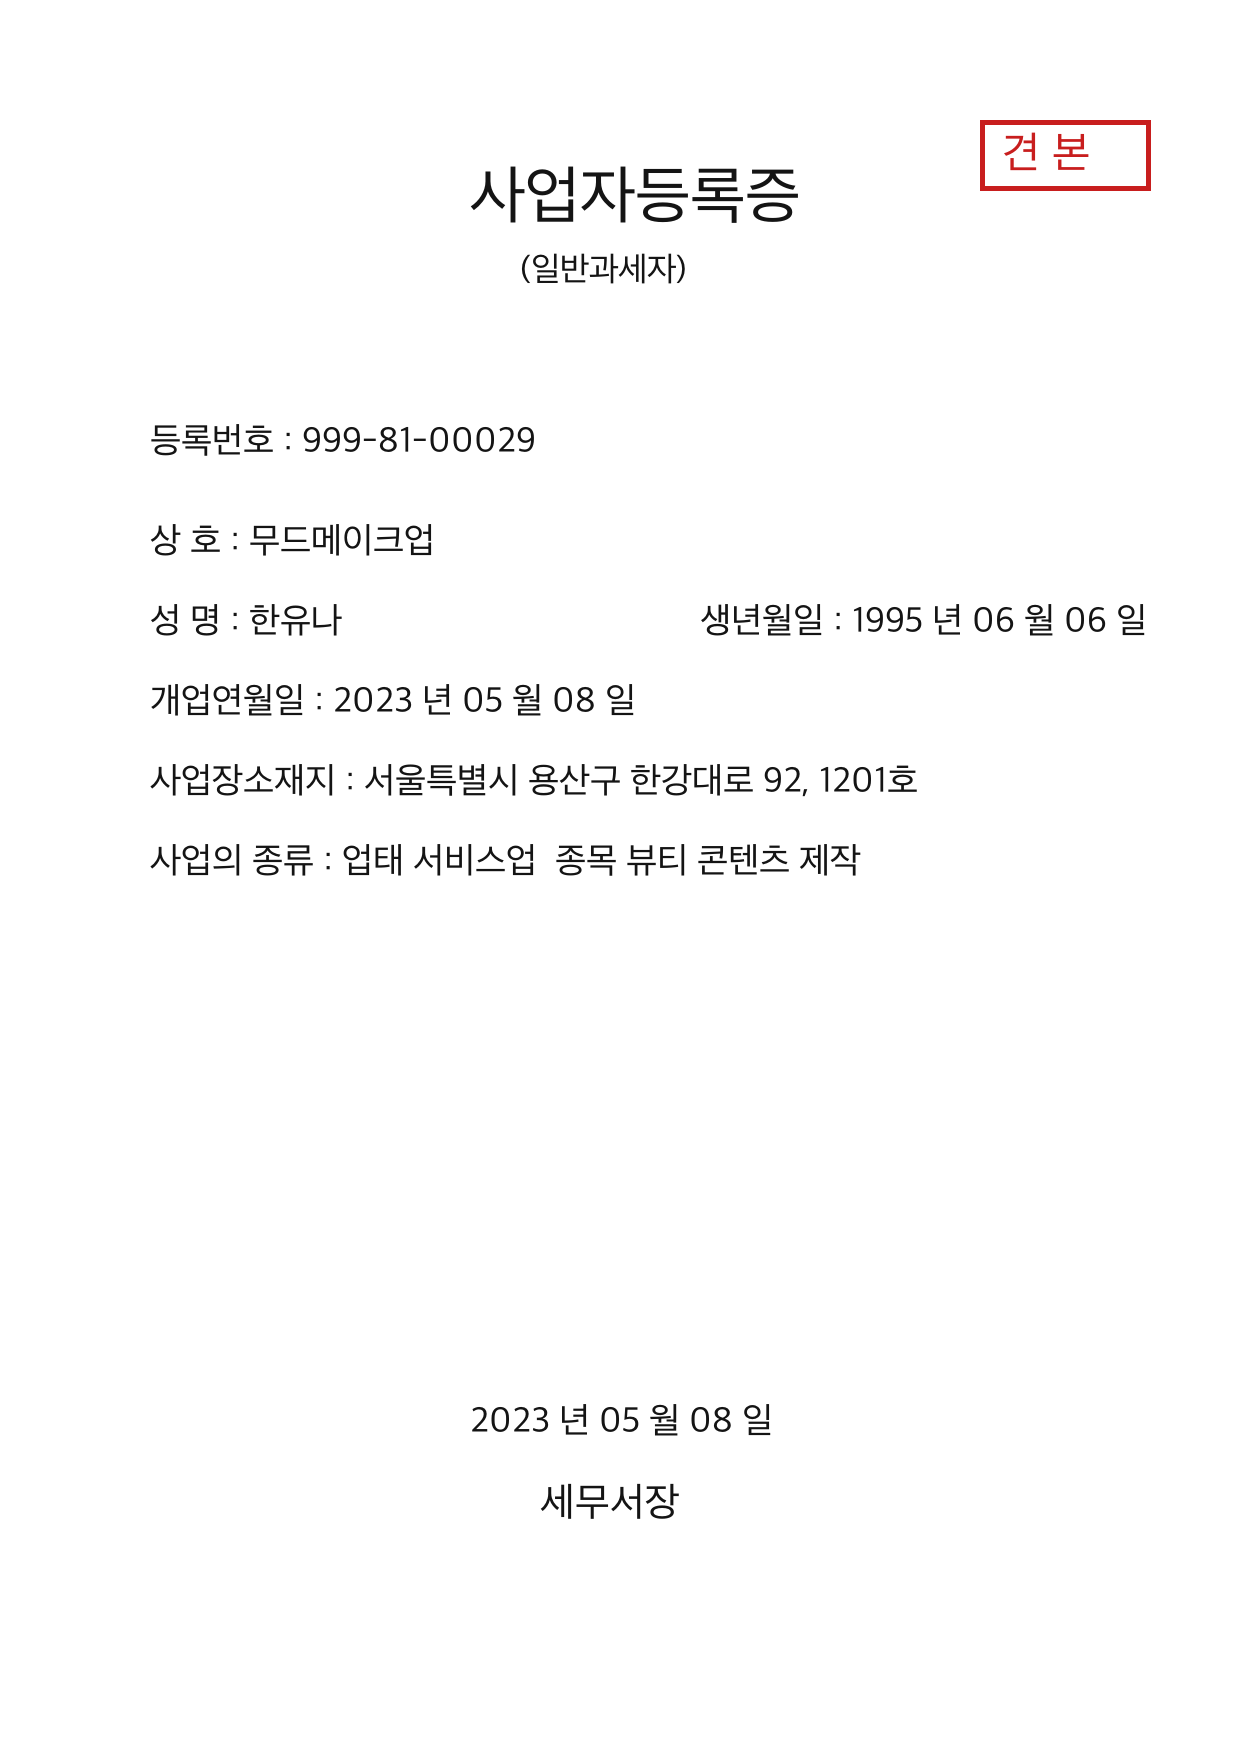 견 본
사업자등록증
(일반과세자)
등록번호 : 999-81-00029
상 호 : 무드메이크업
성 명 : 한유나 생년월일 : 1995 년 06 월 06 일
개업연월일 : 2023 년 05 월 08 일
사업장소재지 : 서울특별시 용산구 한강대로 92, 1201호
사업의 종류 : 업태 서비스업 종목 뷰티 콘텐츠 제작
2023 년 05 월 08 일
세무서장